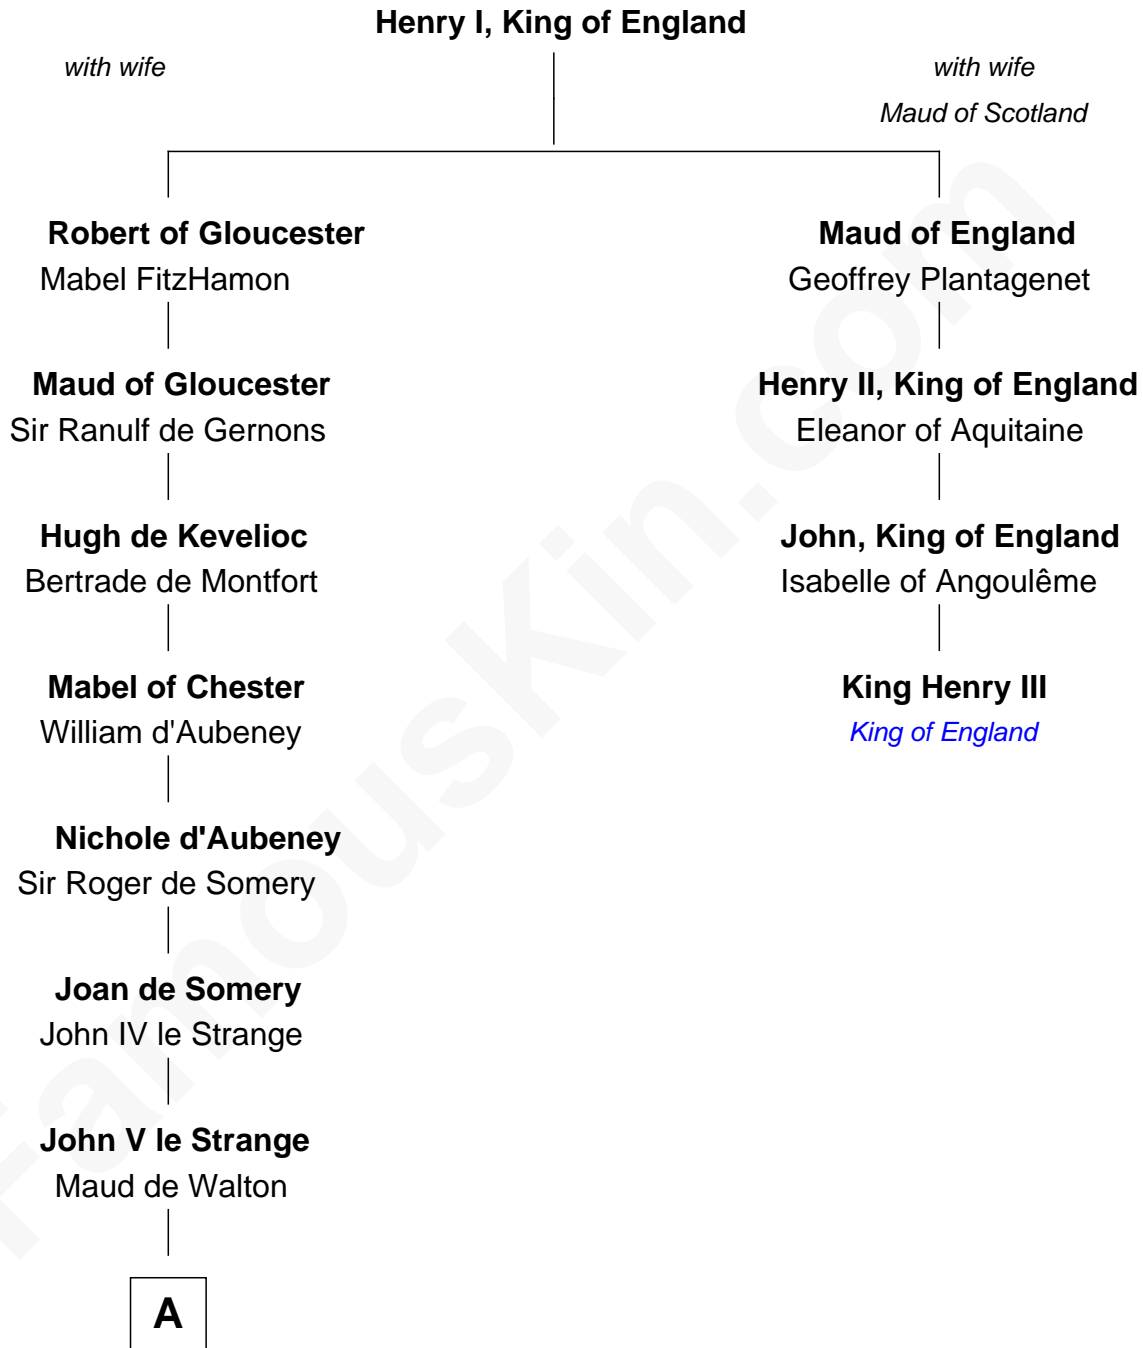 Henry I, King of England
with wife
with wife
Maud of Scotland
Robert of Gloucester
Mabel FitzHamon
Maud of England
Geoffrey Plantagenet
Maud of Gloucester
Sir Ranulf de Gernons
Henry II, King of England
Eleanor of Aquitaine
Hugh de Kevelioc
Bertrade de Montfort
John, King of England
Isabelle of Angoulême
Mabel of Chester
William d'Aubeney
King Henry III
King of England
Nichole d'Aubeney
Sir Roger de Somery
Joan de Somery
John IV le Strange
John V le Strange
Maud de Walton
A
FamousKin.com